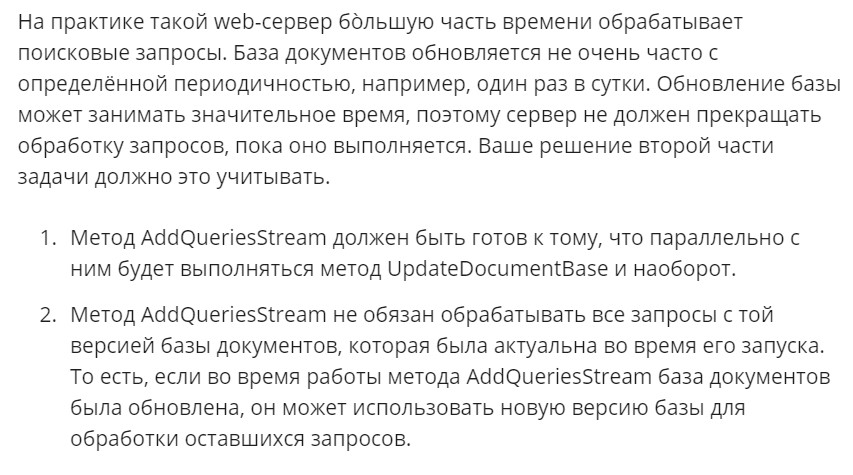 На практике такой web-сервер бо̀льшую часть времени обрабатывает
поисковые запросы. База документов обновляется не очень часто с
определённой периодичностью, например, один раз в сутки. Обновление базы
может занимать значительное время, поэтому сервер не должен прекращать
обработку запросов, пока оно выполняется. Ваше решение второй части
задачи должно это учитывать.
1. Метод AddQueriesStream должен быть готов к тому, что параллельно с
ним будет выполняться метод UpdateDocumentBase и наоборот.
2. Метод AddQueriesStream не обязан обрабатывать все запросы с той
версией базы документов, которая была актуальна во время его запуска.
То есть, если во время работы метода AddQueriesStream база документов
была обновлена, он может использовать новую версию базы для
обработки оставшихся запросов.